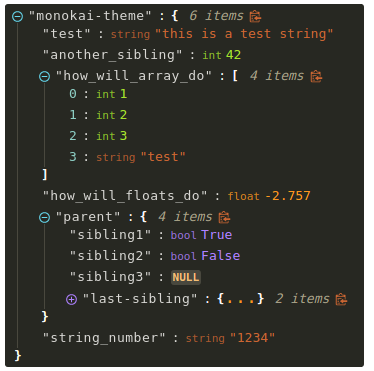 "monokai-theme" : { 6 items
"test" : string "this is a test string"
"another_sibling" : int 42
"how_will_array_do" : [ 4 items
0 : int 1
1 : int 2
2 : int 3
3 : string "test"
]
"how_will_floats_do" : float -2.757
"parent" : { 4 items
"sibling1" : bool True
"sibling2" : bool False
"sibling3" : NULL
"last-sibling" : {...} 2 items
}
"string_number" : string "1234"
}